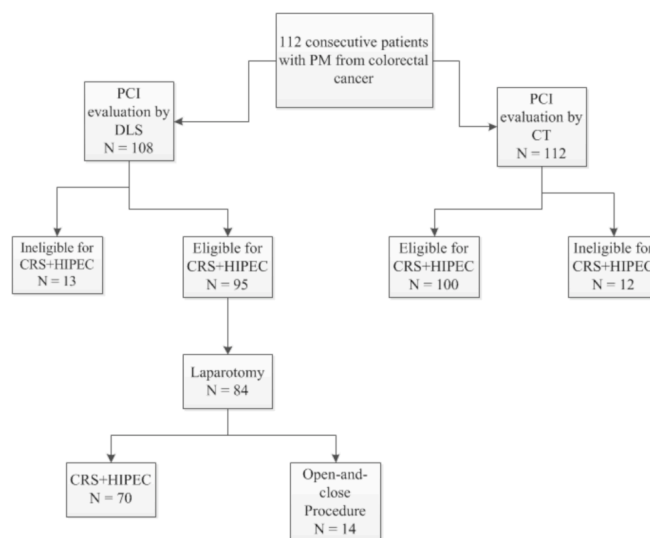 112 consecutive patients
with PM from colorectal
cancer
PCI
evaluation by
DLS
N = 108
PCI
evaluation by
CT
N = 112
Ineligible for
CRS+HIPEC
N = 13
Eligible for
CRS+HIPEC
N = 95
Eligible for
CRS+HIPEC
N = 100
Ineligible for
CRS+HIPEC
N = 12
Laparotomy
N = 84
CRS+HIPEC
N = 70
Open-and-
close
Procedure
N = 14